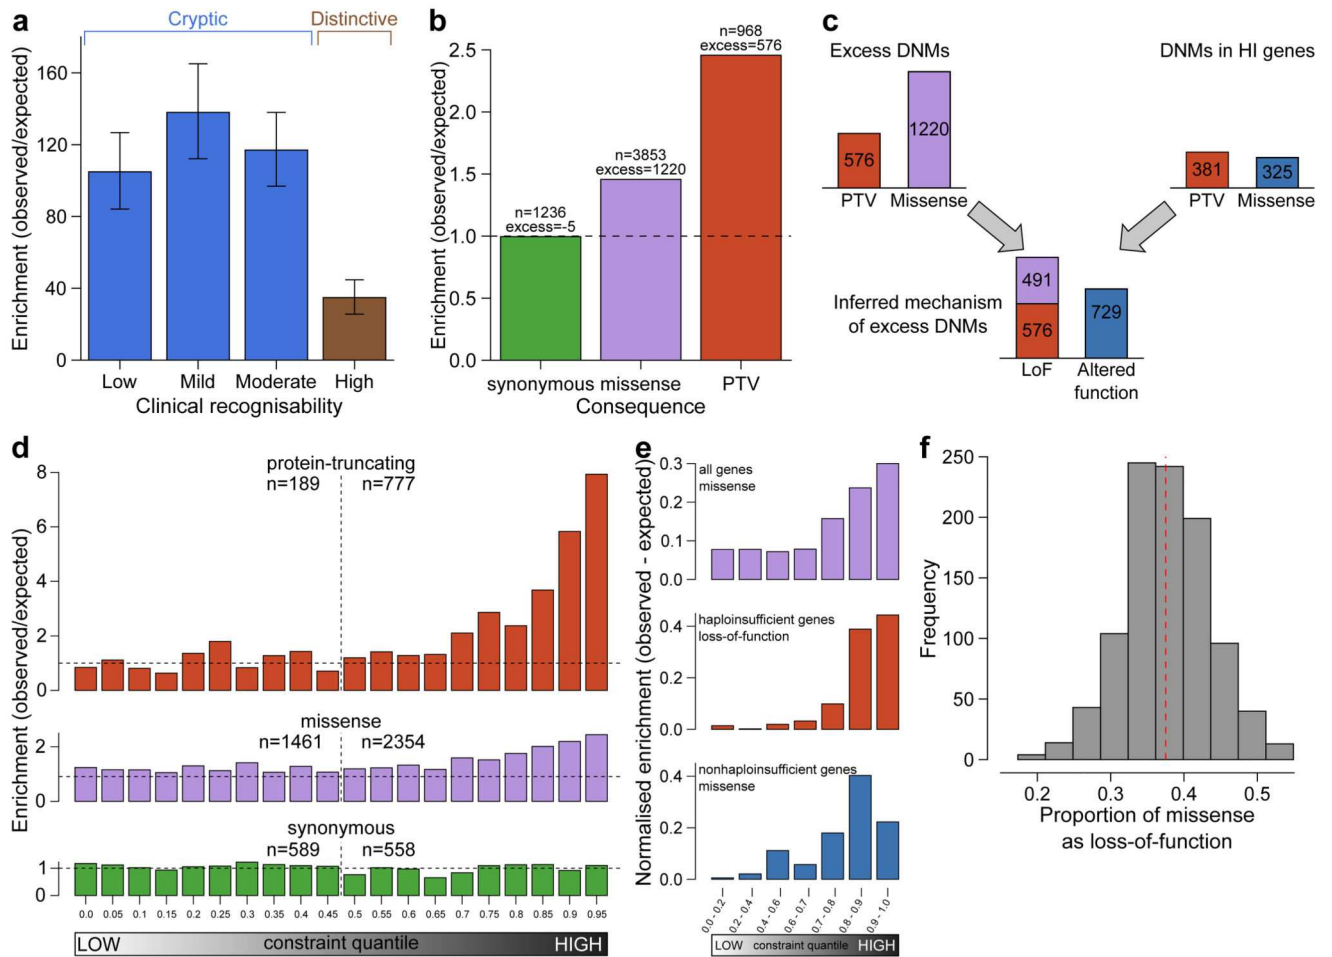 a
Cryptic
Distinctive
Enrichment (observed/expected)
160
120
80
40
0
Low
Mild
Moderate
High
Clinical recognisability
b
Enrichment (observed/expected)
2.5
2.0
1.5
1.0
0.5
0.0
n=968
excess=576
n=3853
excess=1220
n=1236
excess=-5
synonymous
missense
PTV
Consequence
c
Excess DNMs
DNMs in HI genes
576
1220
PTV
Missense
381
325
PTV
Missense
Inferred mechanism
of excess DNMs
491
576
729
LoF
Altered
function
d
Enrichment (observed/expected)
protein-truncating
n=189
n=777
8
6
4
2
0
missense
n=1461
n=2354
2
0
synonymous
n=589
n=558
1
0
0.0
0.05
0.1
0.15
0.2
0.25
0.3
0.35
0.4
0.45
0.5
0.55
0.6
0.65
0.7
0.75
0.8
0.85
0.9
0.95
LOW
constraint quantile
HIGH
e
Normalised enrichment (observed - expected)
all genes
missense
0.3
0.2
0.1
0.0
haploinsufficient genes
loss-of-function
0.4
0.2
0.0
nonhaploinsufficient genes
missense
0.4
0.2
0.0
0.0 - 0.2
0.2 - 0.4
0.4 - 0.6
0.6 - 0.7
0.7 - 0.8
0.8 - 0.9
0.9 - 1.0
LOW
constraint quantile
HIGH
f
Frequency
250
200
150
100
50
0
0.2
0.3
0.4
0.5
Proportion of missense
as loss-of-function